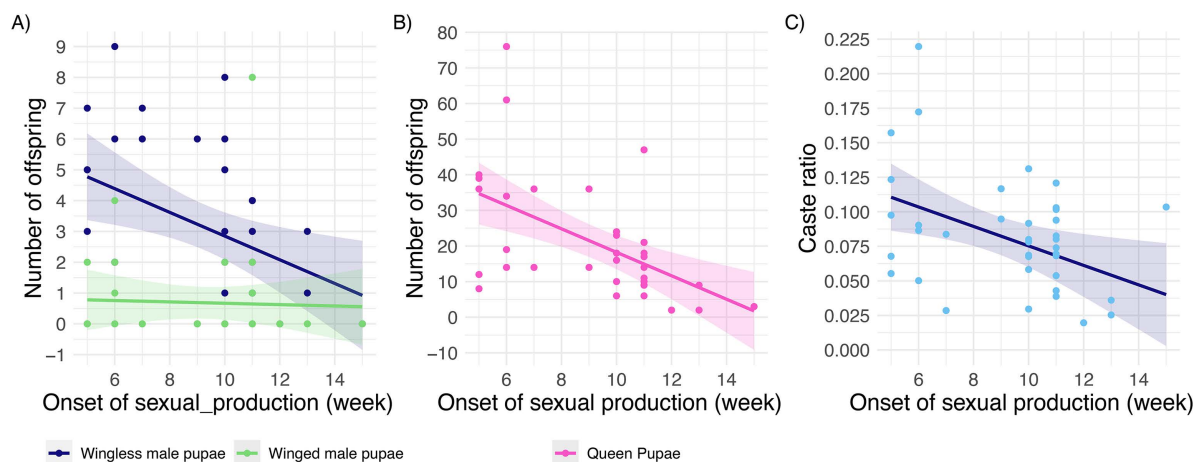 A)
Number of offspring
9
8
7
6
5
4
3
2
1
0
−1
6 10 14
Onset of sexual_production (week)
Wingless male pupae Winged male pupae
B)
Number of offspring
80
70
60
50
40
30
20
10
0
−10
6 8 10 12 14
Onset of sexual production (week)
Queen Pupae
C)
Caste ratio
0.225
0.200
0.175
0.150
0.125
0.100
0.075
0.050
0.025
0.000
6 8 10 12 14
Onset of sexual production (week)